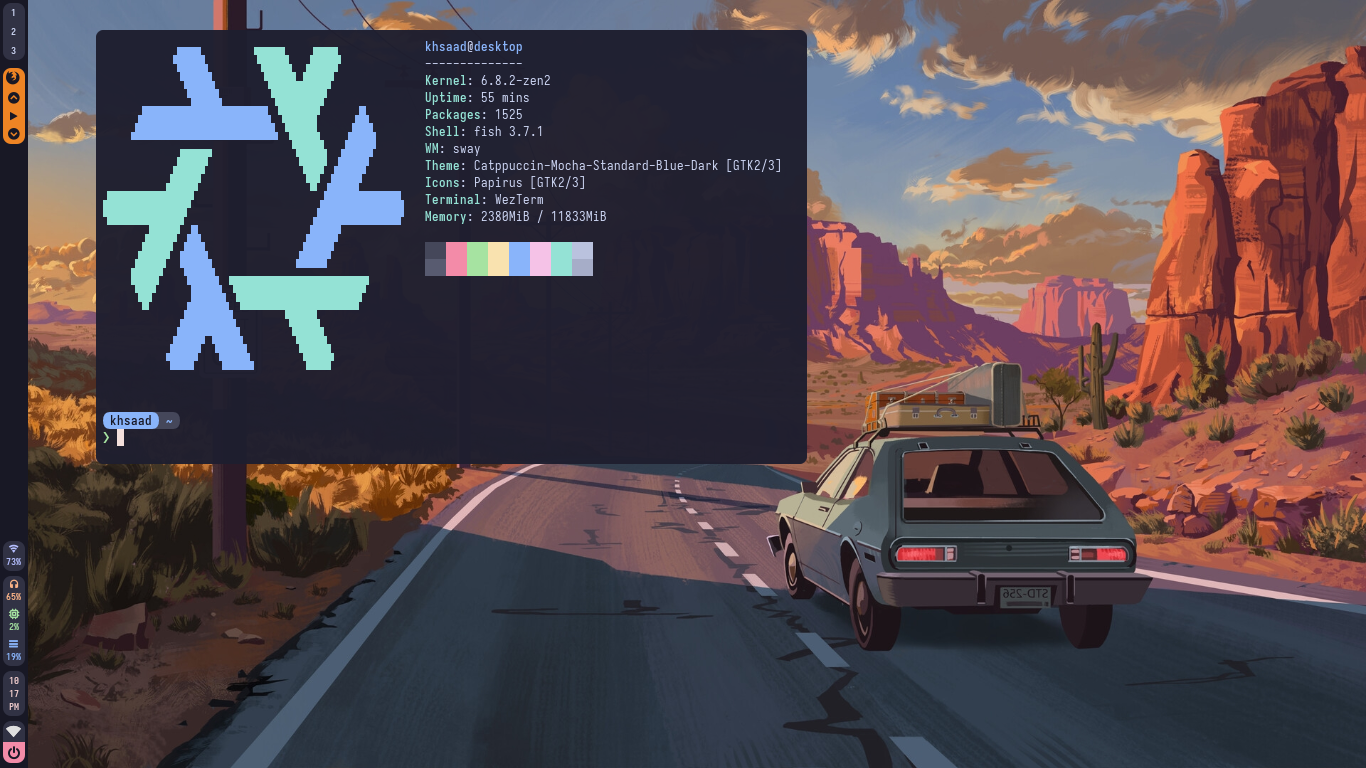 1
2
3
khsaad@desktop
--------------
Kernel: 6.8.2-zen2
Uptime: 55 mins
Packages: 1525
Shell: fish 3.7.1
WM: sway
Theme: Catppuccin-Mocha-Standard-Blue-Dark [GTK2/3]
Icons: Papirus [GTK2/3]
Terminal: WezTerm
Memory: 2380MiB / 11833MiB
khsaad ~
❯
73%
65%
2%
19%
10
17
PM
STD-256